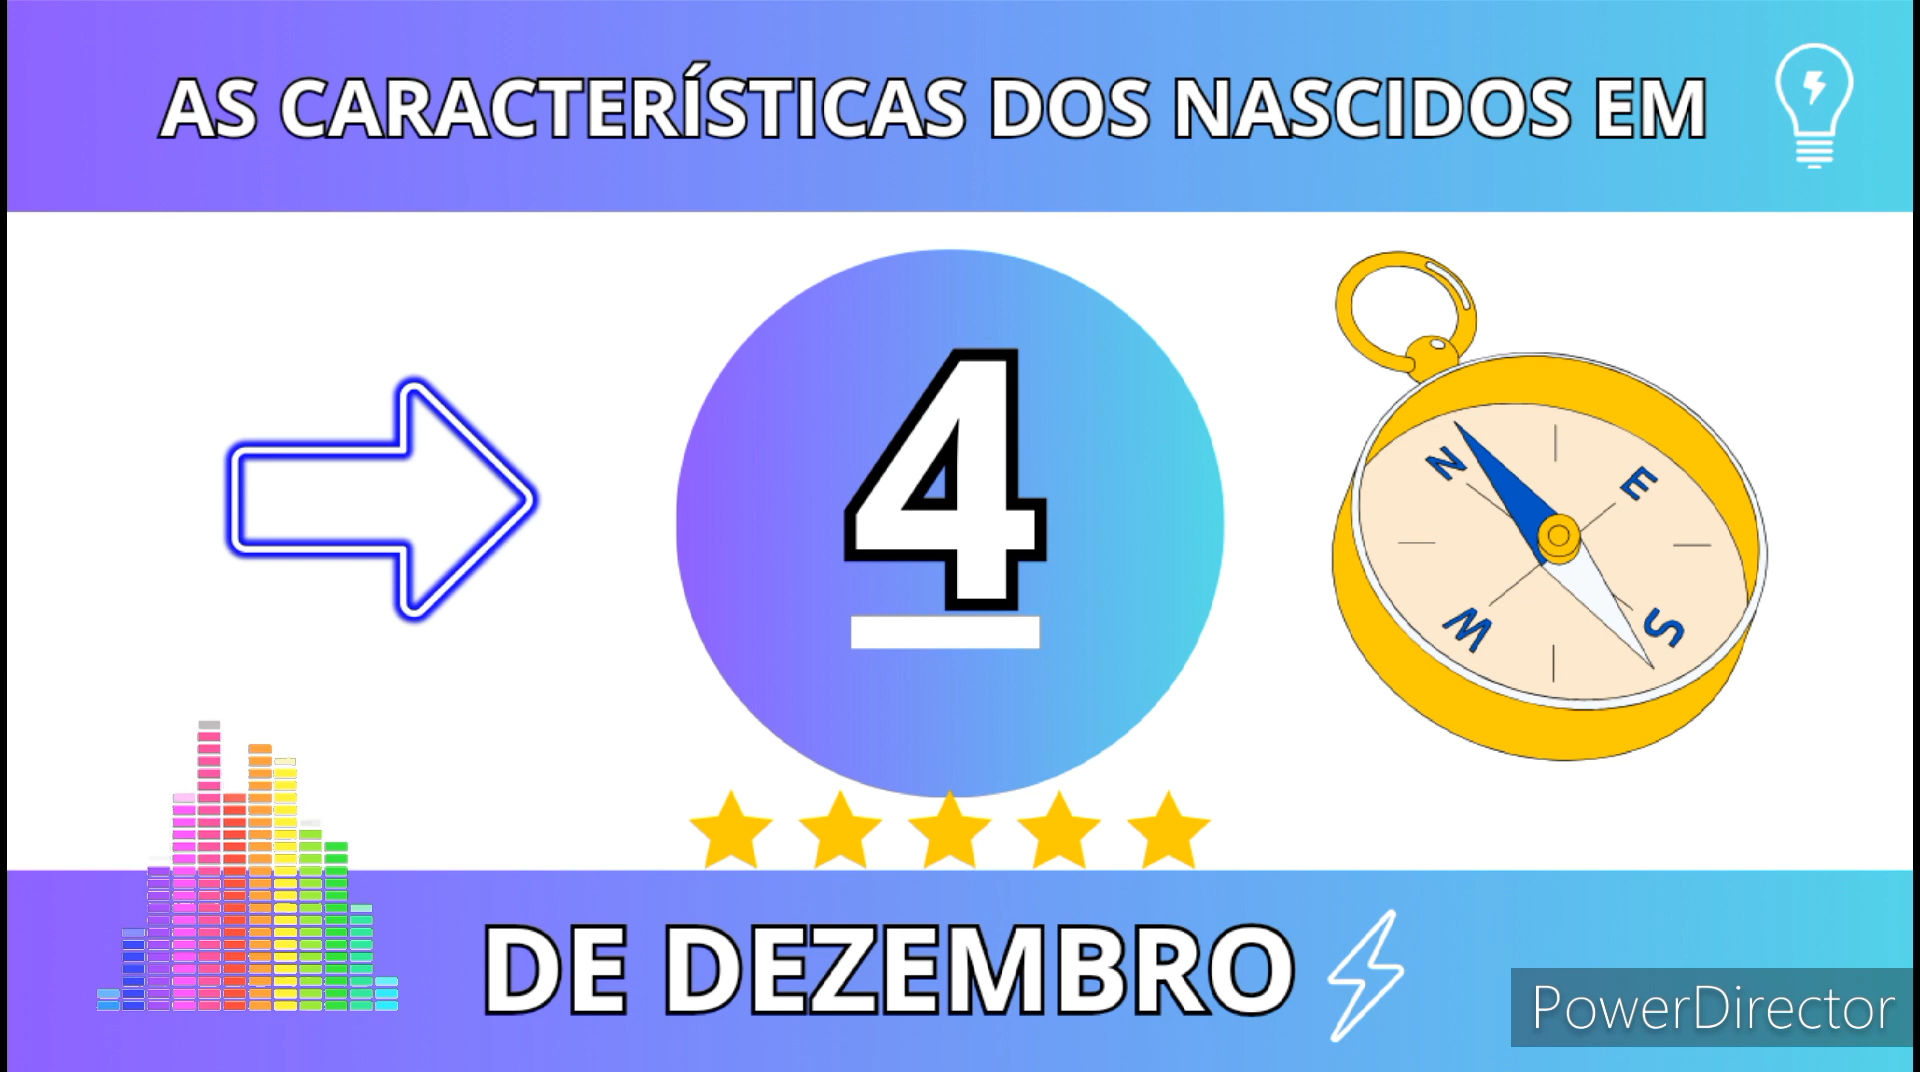 AS CARACTERÍSTICAS DOS NASCIDOS EM
4
N
E
W
S
DE DEZEMBRO
PowerDirector